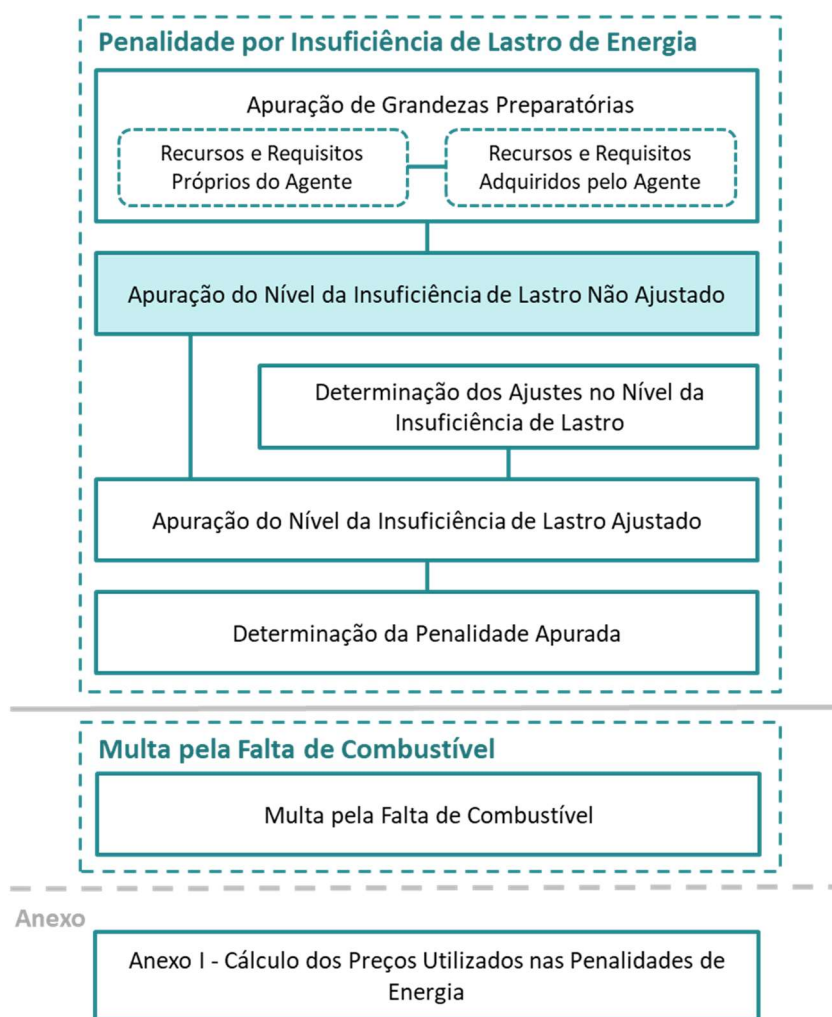 Penalidade por Insuficiência de Lastro de Energia
Apuração de Grandezas Preparatórias
Recursos e Requisitos
Próprios do Agente
Recursos e Requisitos
Adquiridos pelo Agente
Apuração do Nível da Insuficiência de Lastro Não Ajustado
Determinação dos Ajustes no Nível da
Insuficiência de Lastro
Apuração do Nível da Insuficiência de Lastro Ajustado
Determinação da Penalidade Apurada
Multa pela Falta de Combustível
Multa pela Falta de Combustível
Anexo
Anexo I - Cálculo dos Preços Utilizados nas Penalidades de
Energia